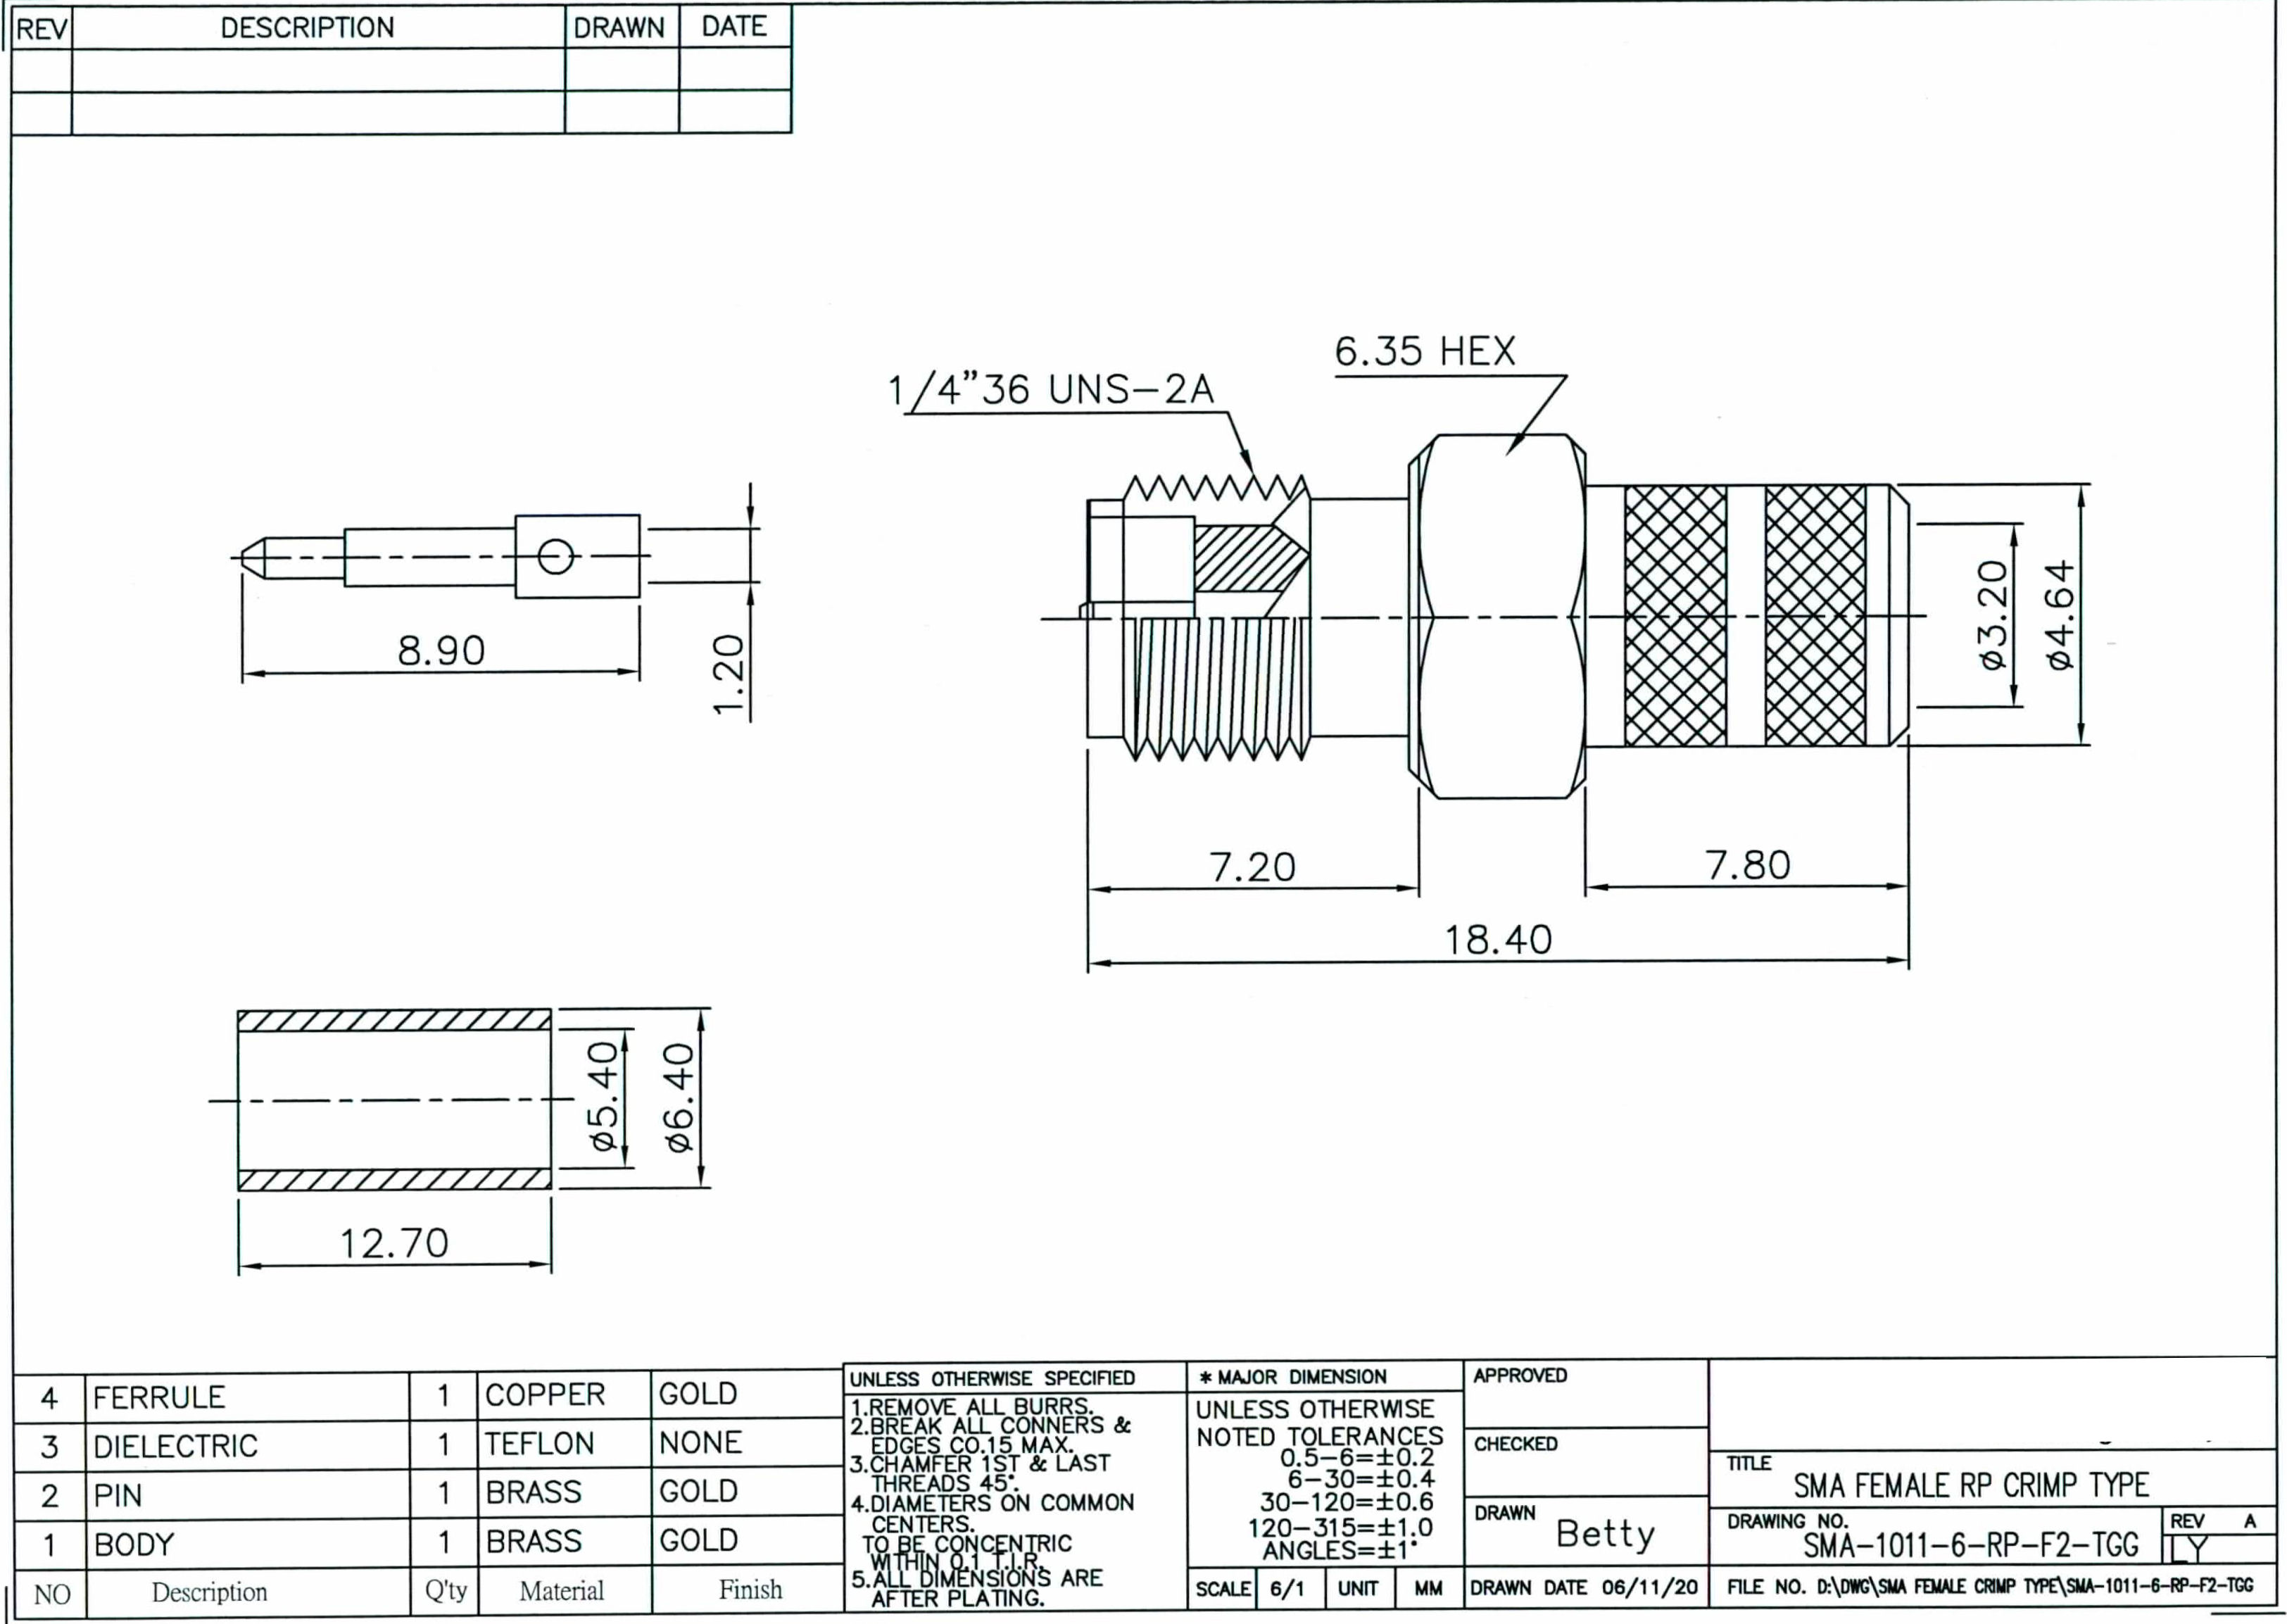 REV DESCRIPTION DRAWN DATE
6.35 HEX
1/4”36 UNS-2A
8.90
1.20
ø3.20
ø4.64
7.20
7.80
18.40
ø5.40
ø6.40
12.70
4 FERRULE 1 COPPER GOLD
3 DIELECTRIC 1 TEFLON NONE
2 PIN 1 BRASS GOLD
1 BODY 1 BRASS GOLD
NO Description Q'ty Material Finish
UNLESS OTHERWISE SPECIFIED
1.REMOVE ALL BURRS.
2.BREAK ALL CONNERS &
EDGES CO.15 MAX.
3.CHAMFER 1ST & LAST
THREADS 45°.
4.DIAMETERS ON COMMON
CENTERS.
TO BE CONCENTRIC
WITHIN 0.1 T.I.R.
5.ALL DIMENSIONS ARE
AFTER PLATING.
* MAJOR DIMENSION
UNLESS OTHERWISE
NOTED TOLERANCES
0.5-6=±0.2
6-30=±0.4
30-120=±0.6
120-315=±1.0
ANGLES=±1°
SCALE 6/1 UNIT MM
APPROVED
CHECKED
DRAWN Betty
DRAWN DATE 06/11/20
TITLE
SMA FEMALE RP CRIMP TYPE
DRAWING NO.
SMA-1011-6-RP-F2-TGG
REV A
LY
FILE NO. D:\DWG\SMA FEMALE CRIMP TYPE\SMA-1011-6-RP-F2-TGG